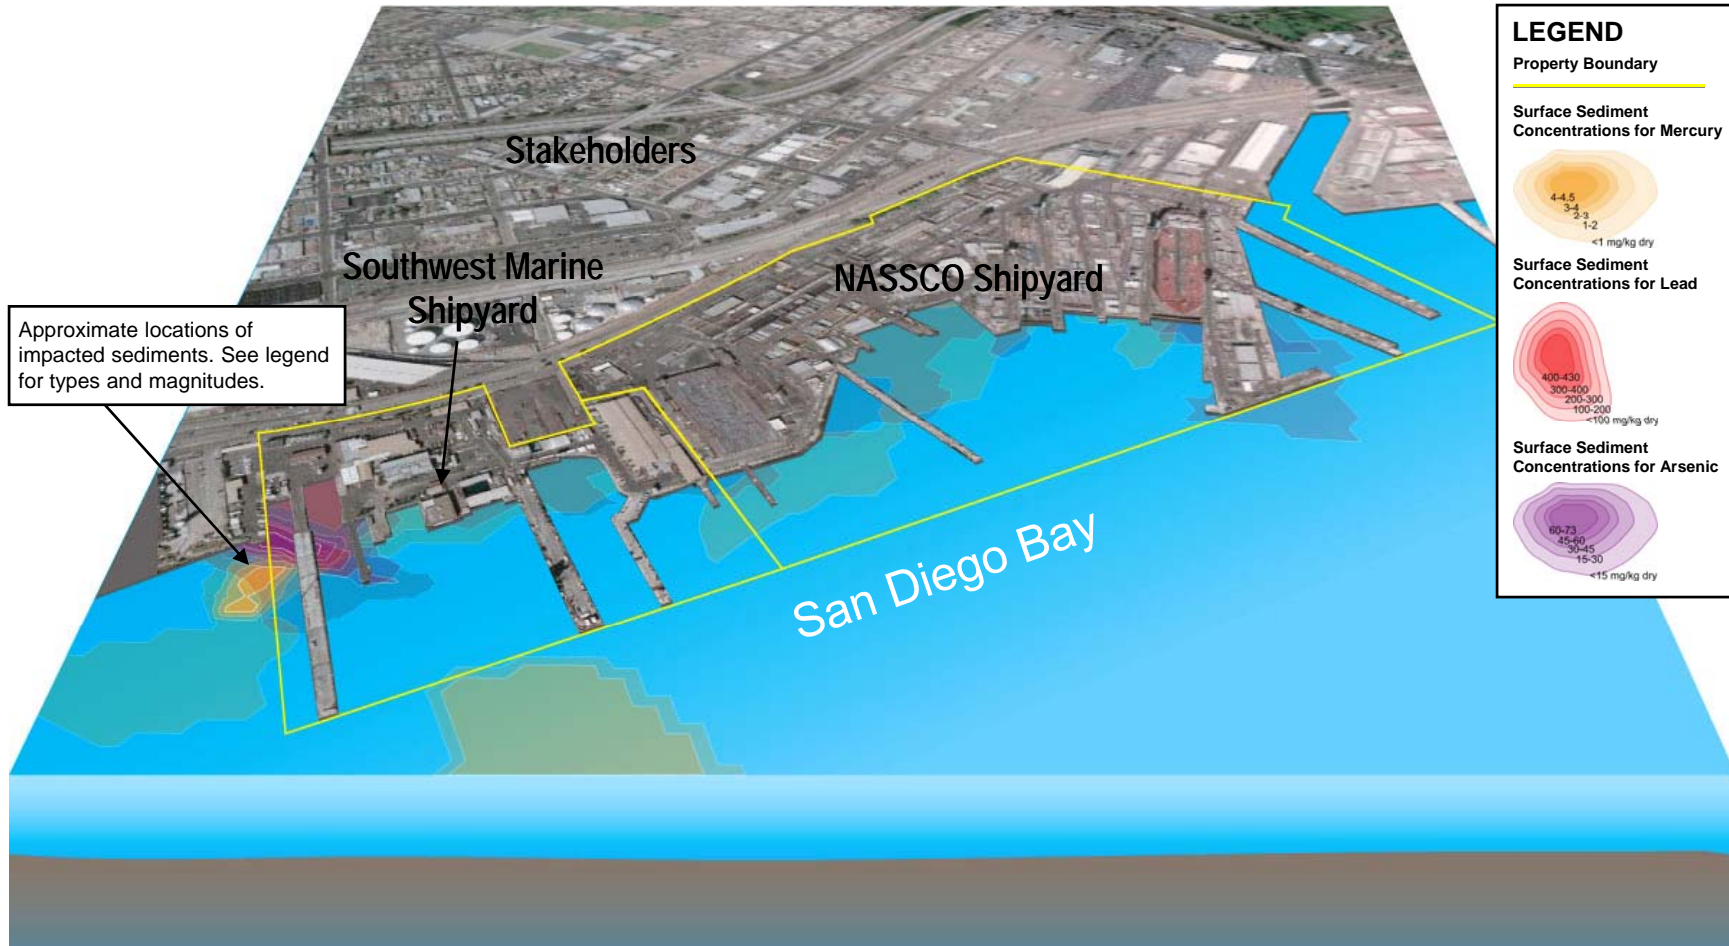 LEGEND
Property Boundary
Surface Sediment
Concentrations for Mercury
4-4.5
3-4
2-3
1-2
<1 mg/kg dry
Surface Sediment
Concentrations for Lead
400-430
300-400
200-300
100-200
<100 mg/kg dry
Surface Sediment
Concentrations for Arsenic
60-73
45-60
30-45
15-30
<15 mg/kg dry
Stakeholders
Southwest Marine
Shipyard
NASSCO Shipyard
Approximate locations of
impacted sediments. See legend
for types and magnitudes.
San Diego Bay